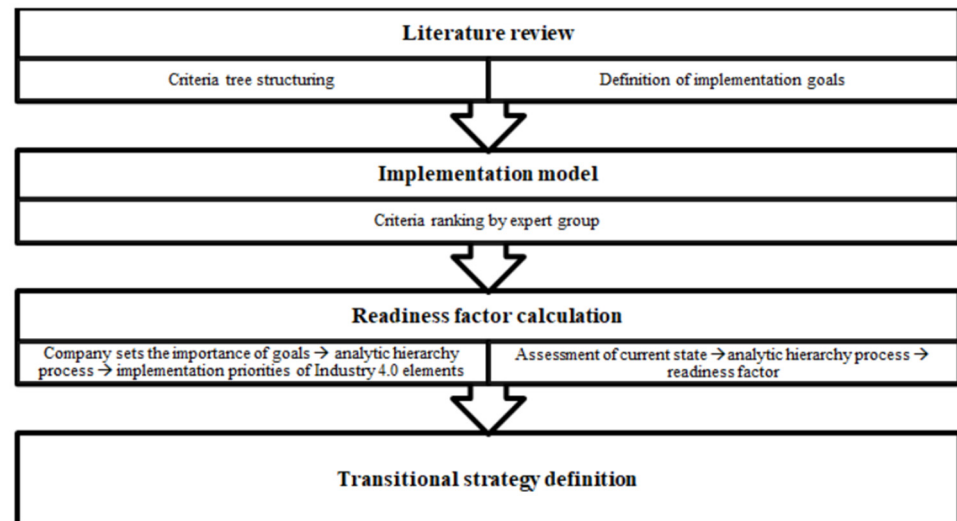 Literature review
Criteria tree structuring
Definition of implementation goals
Implementation model
Criteria ranking by expert group
Readiness factor calculation
Company sets the importance of goals → analytic hierarchy
process → implementation priorities of Industry 4.0 elements
Assessment of current state → analytic hierarchy process →
readiness factor
Transitional strategy definition